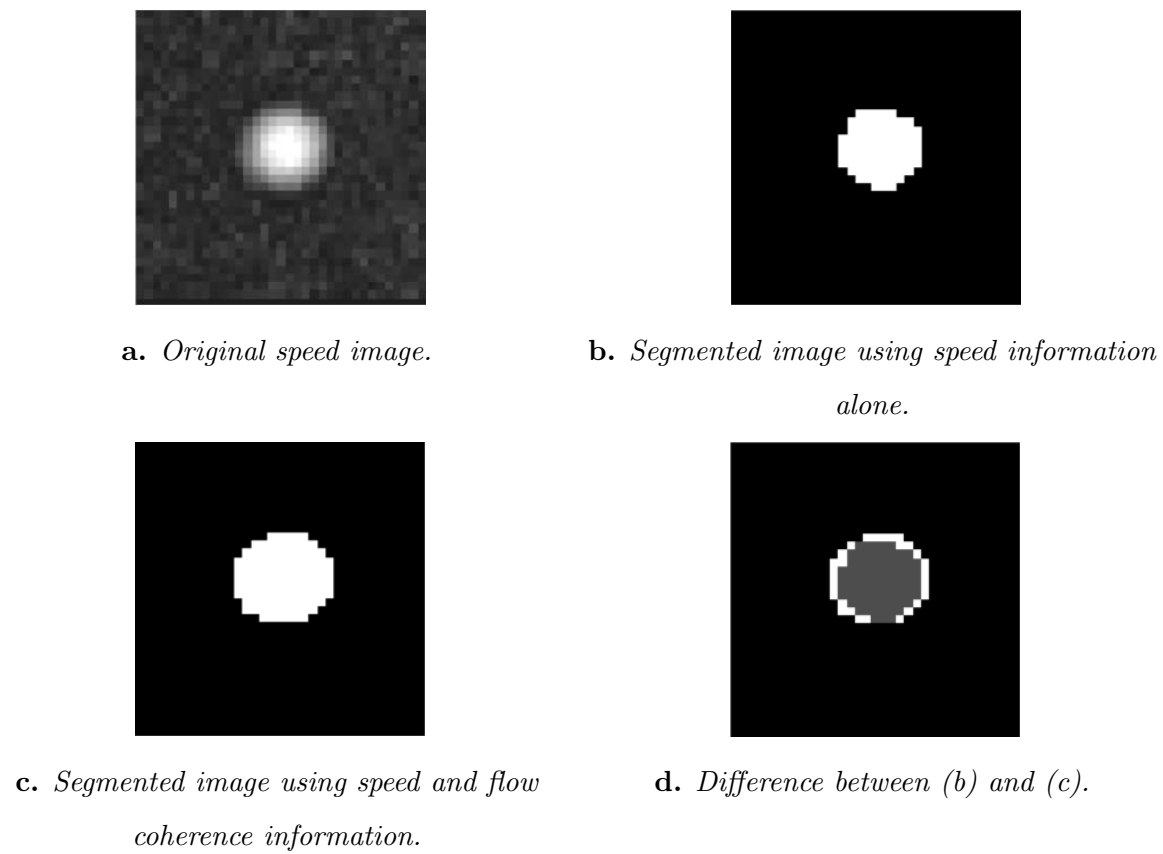 a. Original speed image.
b. Segmented image using speed information
alone.
c. Segmented image using speed and flow
coherence information.
d. Difference between (b) and (c).